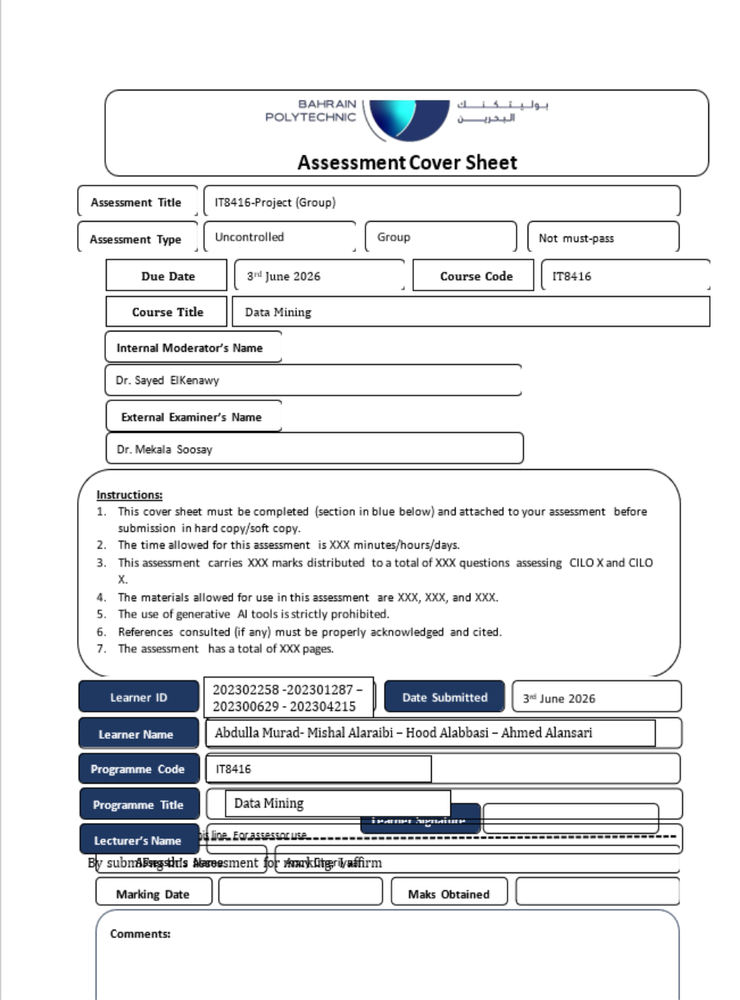 BAHRAIN
POLYTECHNIC
بوليتكنك
البحرين
Assessment Cover Sheet
Assessment Title IT8416-Project (Group)
Assessment Type Uncontrolled Group Not must-pass
Due Date 3rd June 2026 Course Code IT8416
Course Title Data Mining
Internal Moderator's Name
Dr. Sayed ElKenawy
External Examiner's Name
Dr. Mekala Soosay
Instructions:
1. This cover sheet must be completed (section in blue below) and attached to your assessment before
submission in hard copy/soft copy.
2. The time allowed for this assessment is XXX minutes/hours/days.
3. This assessment carries XXX marks distributed to a total of XXX questions assessing CILO X and CILO
X.
4. The materials allowed for use in this assessment are XXX, XXX, and XXX.
5. The use of generative AI tools is strictly prohibited.
6. References consulted (if any) must be properly acknowledged and cited.
7. The assessment has a total of XXX pages.
Learner ID 202302258 -202301287 –
202300629 - 202304215
Date Submitted 3rd June 2026
Learner Name Abdulla Murad- Mishal Alaraibi – Hood Alabbasi – Ahmed Alansari
Programme Code IT8416
Programme Title Data Mining
Learner Signature
Lecturer's Name line. For assessor use
By submitting this assessment for marking, I affirm
Assessor's Name
Marking Date Maks Obtained
Comments: